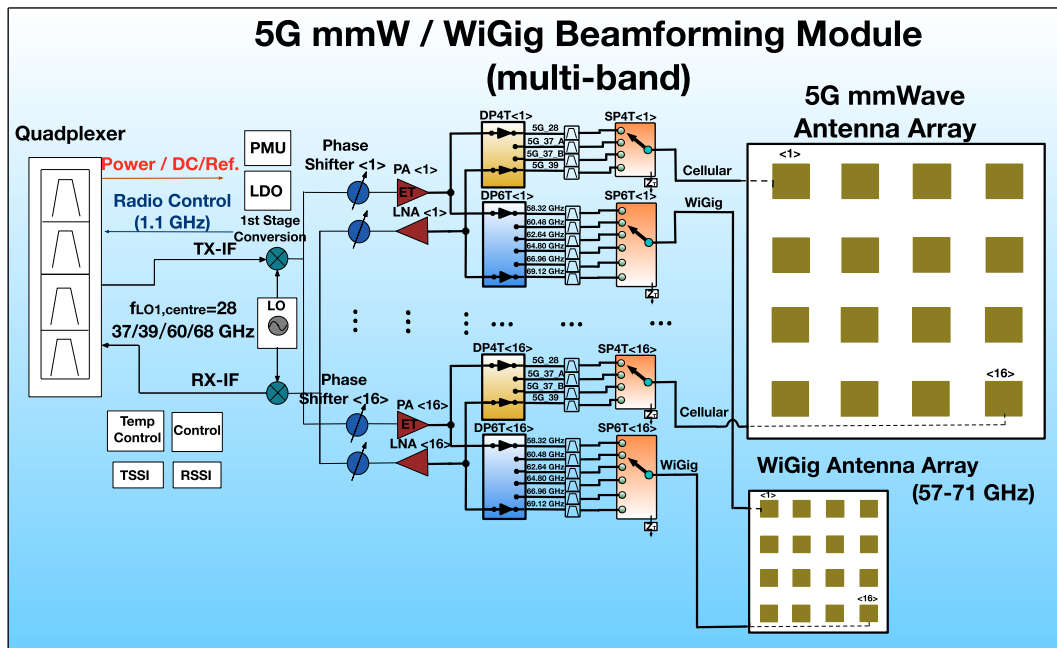 5G mmW / WiGig Beamforming Module
(multi-band)
5G mmWave
Antenna Array
Quadplexer
Power / DC/Ref.
Radio Control
(1.1 GHz)
PMU
LDO
1st Stage
Conversion
TX-IF
fLO1,centre=28
37/39/60/68 GHz
LO
RX-IF
Temp
Control
Control
TSSI
RSSI
Phase
Shifter <1>
PA <1>
ET
LNA <1>
DP4T<1>
5G_28
5G_37_A
5G_37_B
5G_39
SP4T<1>
ZT
Cellular
DP6T<1>
58.32 GHz
60.48 GHz
62.64 GHz
64.80 GHz
66.96 GHz
69.12 GHz
SP6T<1>
ZT
WiGig
Phase
Shifter <16>
PA <16>
ET
LNA <16>
DP4T<16>
5G_28
5G_37_A
5G_37_B
5G_39
SP4T<16>
ZT
Cellular
DP6T<16>
58.32 GHz
60.48 GHz
62.64 GHz
64.80 GHz
66.96 GHz
69.12 GHz
SP6T<16>
ZT
WiGig
<1>
<16>
WiGig Antenna Array
(57-71 GHz)
<1>
<16>